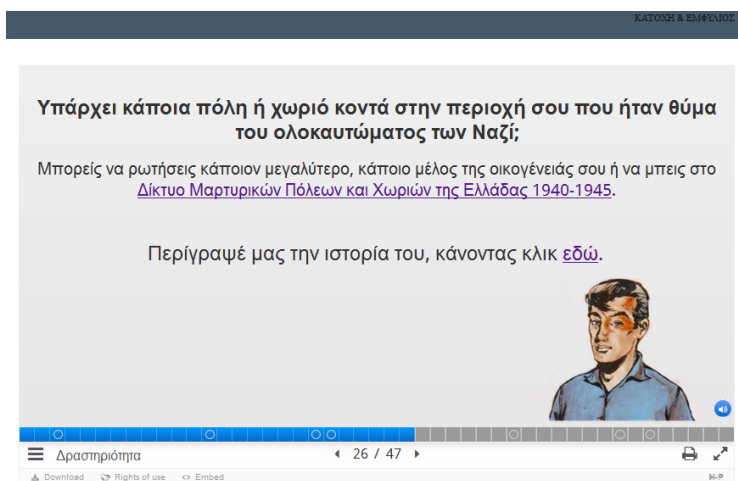 ΚΑΤΟΧΗ & ΕΜΦΥΛΙΟΣ
Υπάρχει κάποια πόλη ή χωριό κοντά στην περιοχή σου που ήταν θύμα
του ολοκαυτώματος των Ναζί;
Μπορείς να ρωτήσεις κάποιον μεγαλύτερο, κάποιο μέλος της οικογένειάς σου ή να μπεις στο
Δίκτυο Μαρτυρικών Πόλεων και Χωριών της Ελλάδας 1940-1945.
Περίγραψέ μας την ιστορία του, κάνοντας κλικ εδώ.
Δραστηριότητα
26 / 47
Download Rights of use <> Embed
H-P